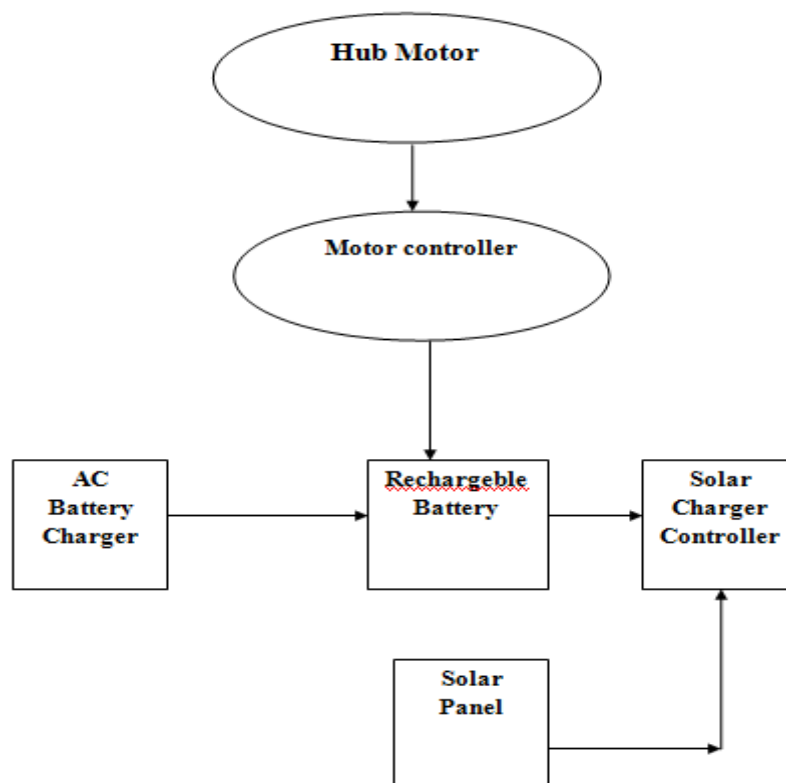 Hub Motor
Motor controller
AC
Battery
Charger
Rechargeble
Battery
Solar
Charger
Controller
Solar
Panel